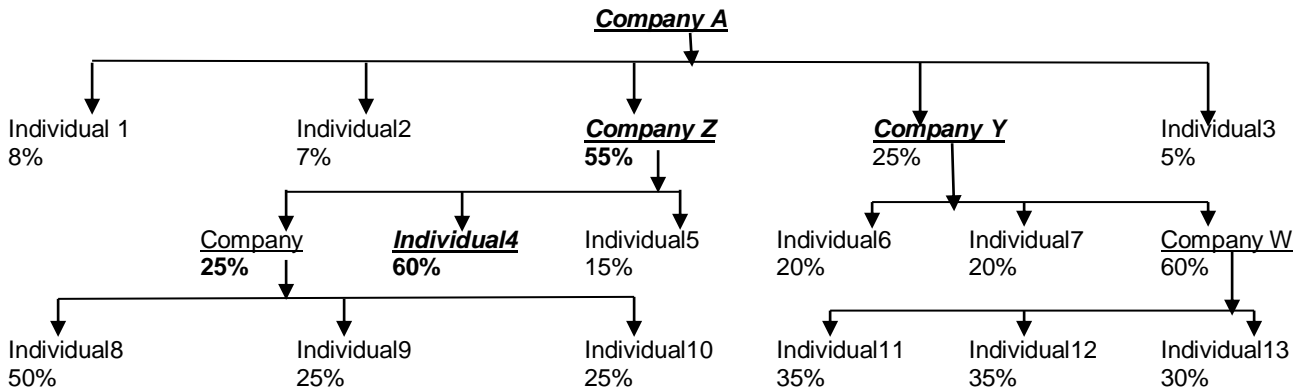 Company A
Individual 1 Individual2 Company Z Company Y Individual3
8% 7% 55% 25% 5%
Company Individual4 Individual5 Individual6 Individual7 Company W
25% 60% 15% 20% 20% 60%
Individual8 Individual9 Individual10 Individual11 Individual12 Individual13
50% 25% 25% 35% 35% 30%